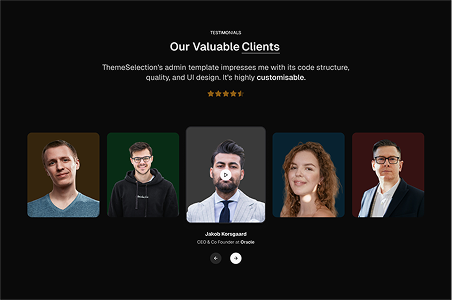 TESTIMONIALS
Our Valuable Clients
ThemeSelection's admin template impresses me with its code structure,
quality, and UI design. It's highly customisable.
Jakob Korsgaard
CEO & Co Founder at Oracle